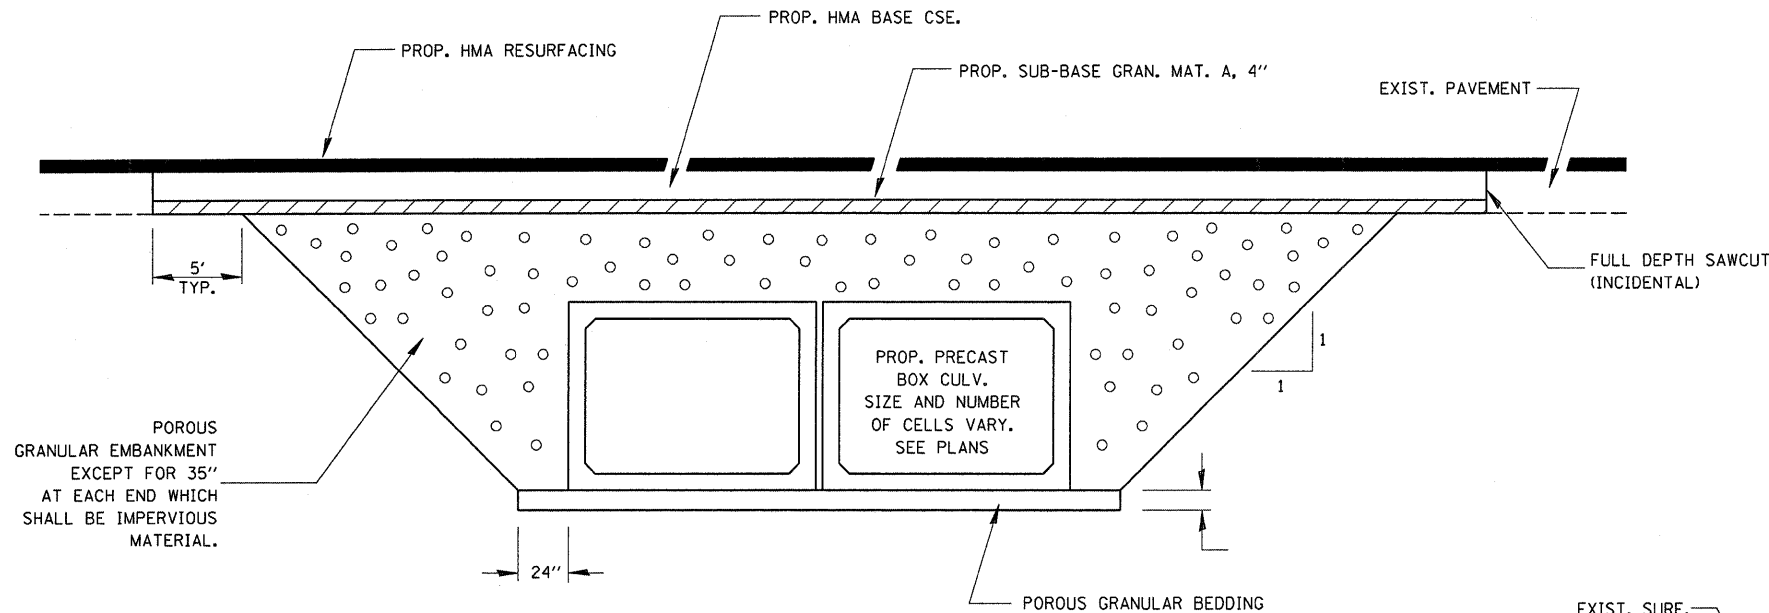 PROP. HMA BASE CSE.
PROP. HMA RESURFACING
PROP. SUB-BASE GRAN. MAT. A, 4"
EXIST. PAVEMENT
5'
TYP.
FULL DEPTH SAWCUT
(INCIDENTAL)
1
1
PROP. PRECAST
BOX CULV.
SIZE AND NUMBER
OF CELLS VARY.
SEE PLANS
POROUS
GRANULAR EMBANKMENT
EXCEPT FOR 35"
AT EACH END WHICH
SHALL BE IMPERVIOUS
MATERIAL.
24"
POROUS GRANULAR BEDDING
EXIST. SURF.